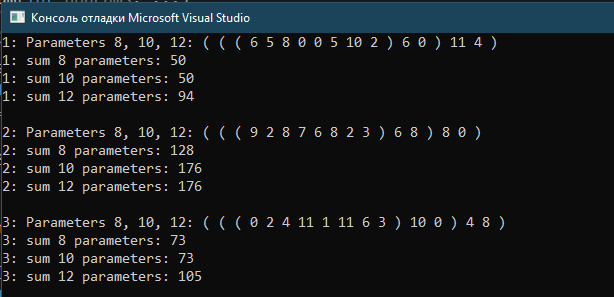 Консоль отладки Microsoft Visual Studio
1: Parameters 8, 10, 12: ( ( ( 6 5 8 0 0 5 10 2 ) 6 0 ) 11 4 )
1: sum 8 parameters: 50
1: sum 10 parameters: 50
1: sum 12 parameters: 94
2: Parameters 8, 10, 12: ( ( ( 9 2 8 7 6 8 2 3 ) 6 8 ) 8 0 )
2: sum 8 parameters: 128
2: sum 10 parameters: 176
2: sum 12 parameters: 176
3: Parameters 8, 10, 12: ( ( ( 0 2 4 11 1 11 6 3 ) 10 0 ) 4 8 )
3: sum 8 parameters: 73
3: sum 10 parameters: 73
3: sum 12 parameters: 105